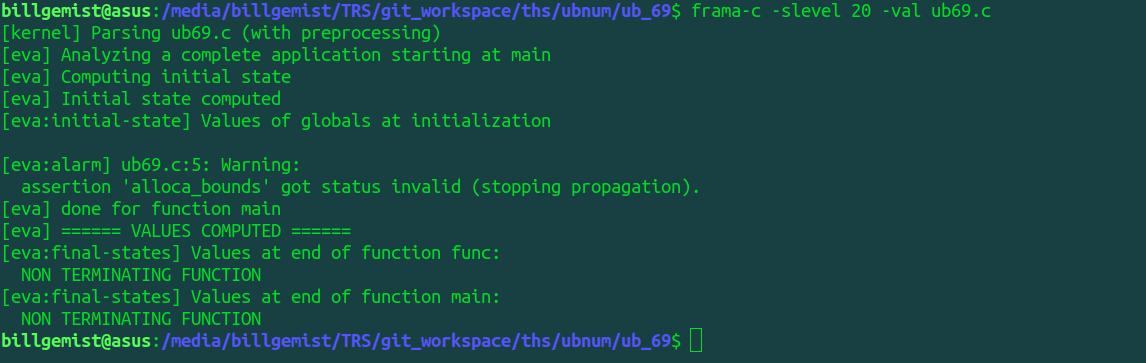 billgemist@asus:/media/billgemist/TRS/git_workspace/ths/ubnum/ub_69$ frama-c -slevel 20 -val ub69.c
[kernel] Parsing ub69.c (with preprocessing)
[eva] Analyzing a complete application starting at main
[eva] Computing initial state
[eva] Initial state computed
[eva:initial-state] Values of globals at initialization

[eva:alarm] ub69.c:5: Warning:
  assertion 'alloca_bounds' got status invalid (stopping propagation).
[eva] done for function main
[eva] ====== VALUES COMPUTED ======
[eva:final-states] Values at end of function func:
  NON TERMINATING FUNCTION
[eva:final-states] Values at end of function main:
  NON TERMINATING FUNCTION
billgemist@asus:/media/billgemist/TRS/git_workspace/ths/ubnum/ub_69$